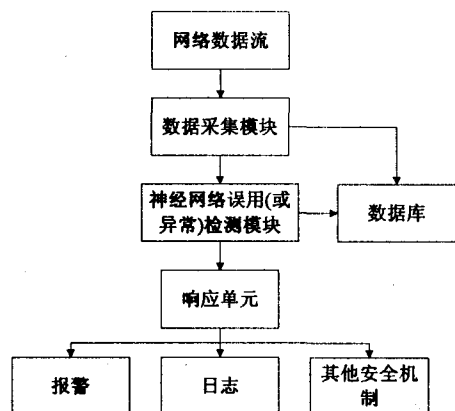 网络数据流
数据采集模块
神经网络误用(或
异常)检测模块
数据库
响应单元
报警
日志
其他安全机
制